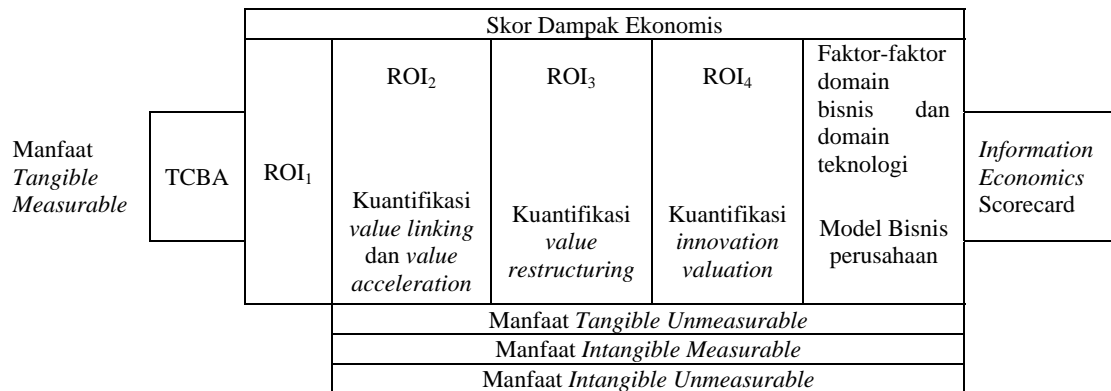 Skor Dampak Ekonomis
Manfaat
Tangible
Measurable
TCBA
ROI1
ROI2
Kuantifikasi
value linking
dan value
acceleration
ROI3
Kuantifikasi
value
restructuring
ROI4
Kuantifikasi
innovation
valuation
Faktor-faktor
domain
bisnis dan
domain
teknologi
Model Bisnis
perusahaan
Information
Economics
Scorecard
Manfaat Tangible Unmeasurable
Manfaat Intangible Measurable
Manfaat Intangible Unmeasurable